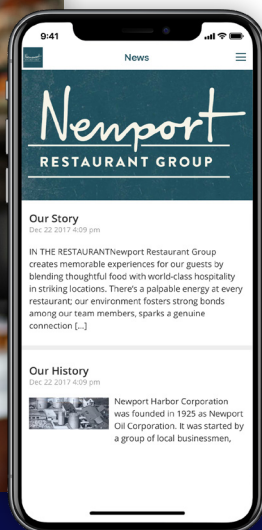 9:41
News
Newport
RESTAURANT GROUP
Our Story
Dec 22 2017 4:09 pm
IN THE RESTAURANTNewport Restaurant Group
creates memorable experiences for our guests by
blending thoughtful food with world-class hospitality
in striking locations. There's a palpable energy at every
restaurant; our environment fosters strong bonds
among our team members, sparks a genuine
connection [...]
Our History
Dec 22 2017 4:09 pm
Newport Harbor Corporation
was founded in 1925 as Newport
Oil Corporation. It was started by
a group of local businessmen,